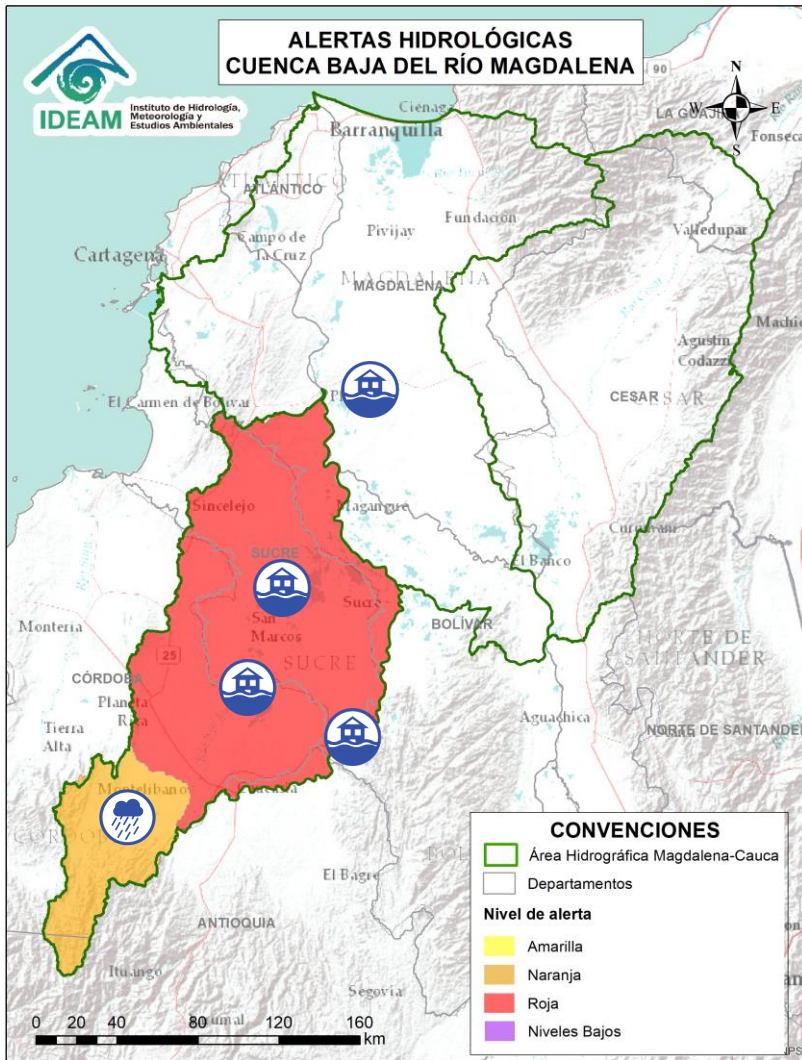 ALERTAS HIDROLÓGICAS
CUENCA BAJA DEL RÍO MAGDALENA
IDEAM
Instituto de Hidrología,
Meteorología y
Estudios Ambientales
N
W
E
S
90
Ciénaga
LA GUAJIRA
Barranquilla
Fonseca
ATLÁNTICO
ATLÁNTICO
Fundación
Pivijay
Valledupar
Campo de
la Cruz
Cartagena
MAGDALENA
MAGDALENA
Agustín
Codazzi
El Carmen de Bolívar
CESAR
CESAR
Sincelejo
Magangué
SUCRE
El Banco
Sucre
San
Marcos
BOLÍVAR
Montería
25
SUCRE
NORTE DE
SANTANDER
CÓRDOBA
Planeta
Rica
Tierra
Alta
Aguachica
NORTE DE SANTANDER
Montelíbano
El Bagre
ANTIOQUIA
Ituango
Segovia
CONVENCIONES
Área Hidrográfica Magdalena-Cauca
Departamentos
Nivel de alerta
Amarilla
Naranja
Roja
Niveles Bajos
0 20 40 80 120 160
km